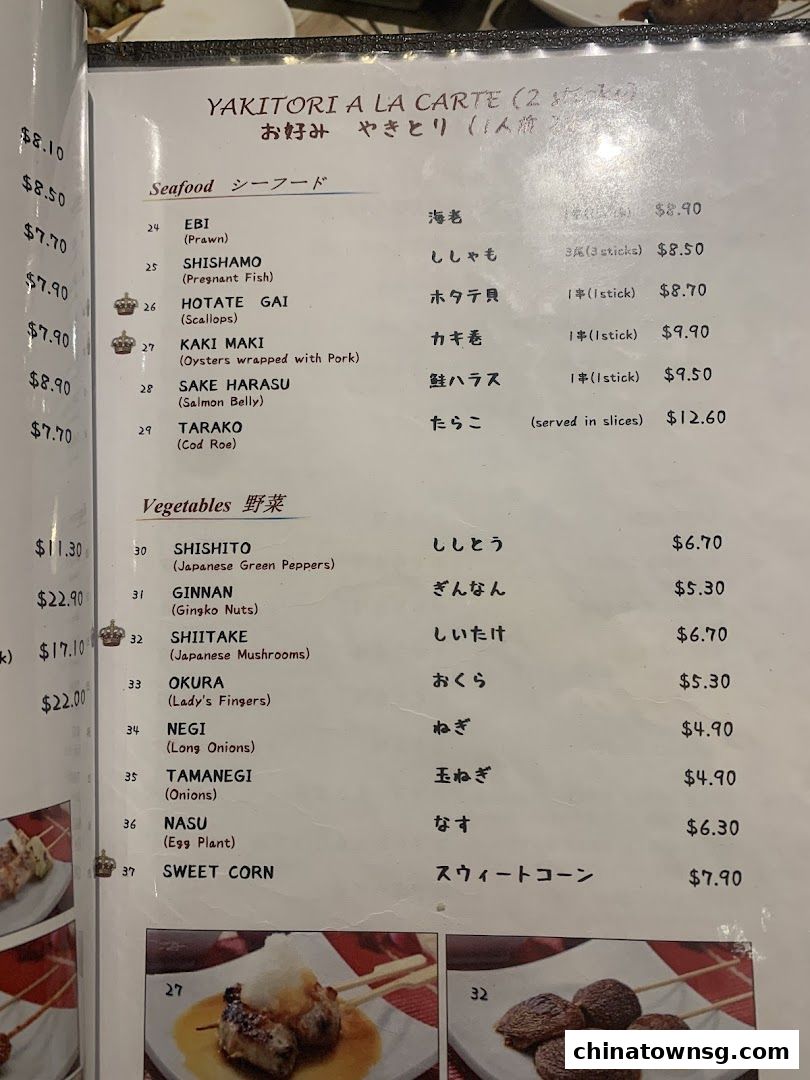 $8.10
$8.50
$7.70
$7.90
$7.90
$8.90
$7.70
$11.30
$22.90
k) $17.10
$22.00
YAKITORI A LA CARTE (2 sticks)
お好み やきとり (1人前
Seafood シーフード
24 EBI 海老 $8.90
(Prawn)
25 SHISHAMO ししゃも 3尾(3sticks) $8.50
(Pregnant Fish)
26 HOTATE GAI ホタテ貝 1串(1stick) $8.70
(Scallops)
27 KAKI MAKI カキ巻 1串(1stick) $9.90
(Oysters wrapped with Pork)
28 SAKE HARASU 鮭ハラス 1串(1stick) $9.50
(Salmon Belly)
29 TARAKO たらこ (served in slices) $12.60
(Cod Roe)
Vegetables 野菜
30 SHISHITO ししとう $6.70
(Japanese Green Peppers)
31 GINNAN ぎんなん $5.30
(Gingko Nuts)
32 SHIITAKE しいたけ $6.70
(Japanese Mushrooms)
33 OKURA おくら $5.30
(Lady's Fingers)
34 NEGI ねぎ $4.90
(Long Onions)
35 TAMANEGI 玉ねぎ $4.90
(Onions)
36 NASU なす $6.30
(Egg Plant)
37 SWEET CORN スウィートコーン $7.90
27
32
chinatownsg.com